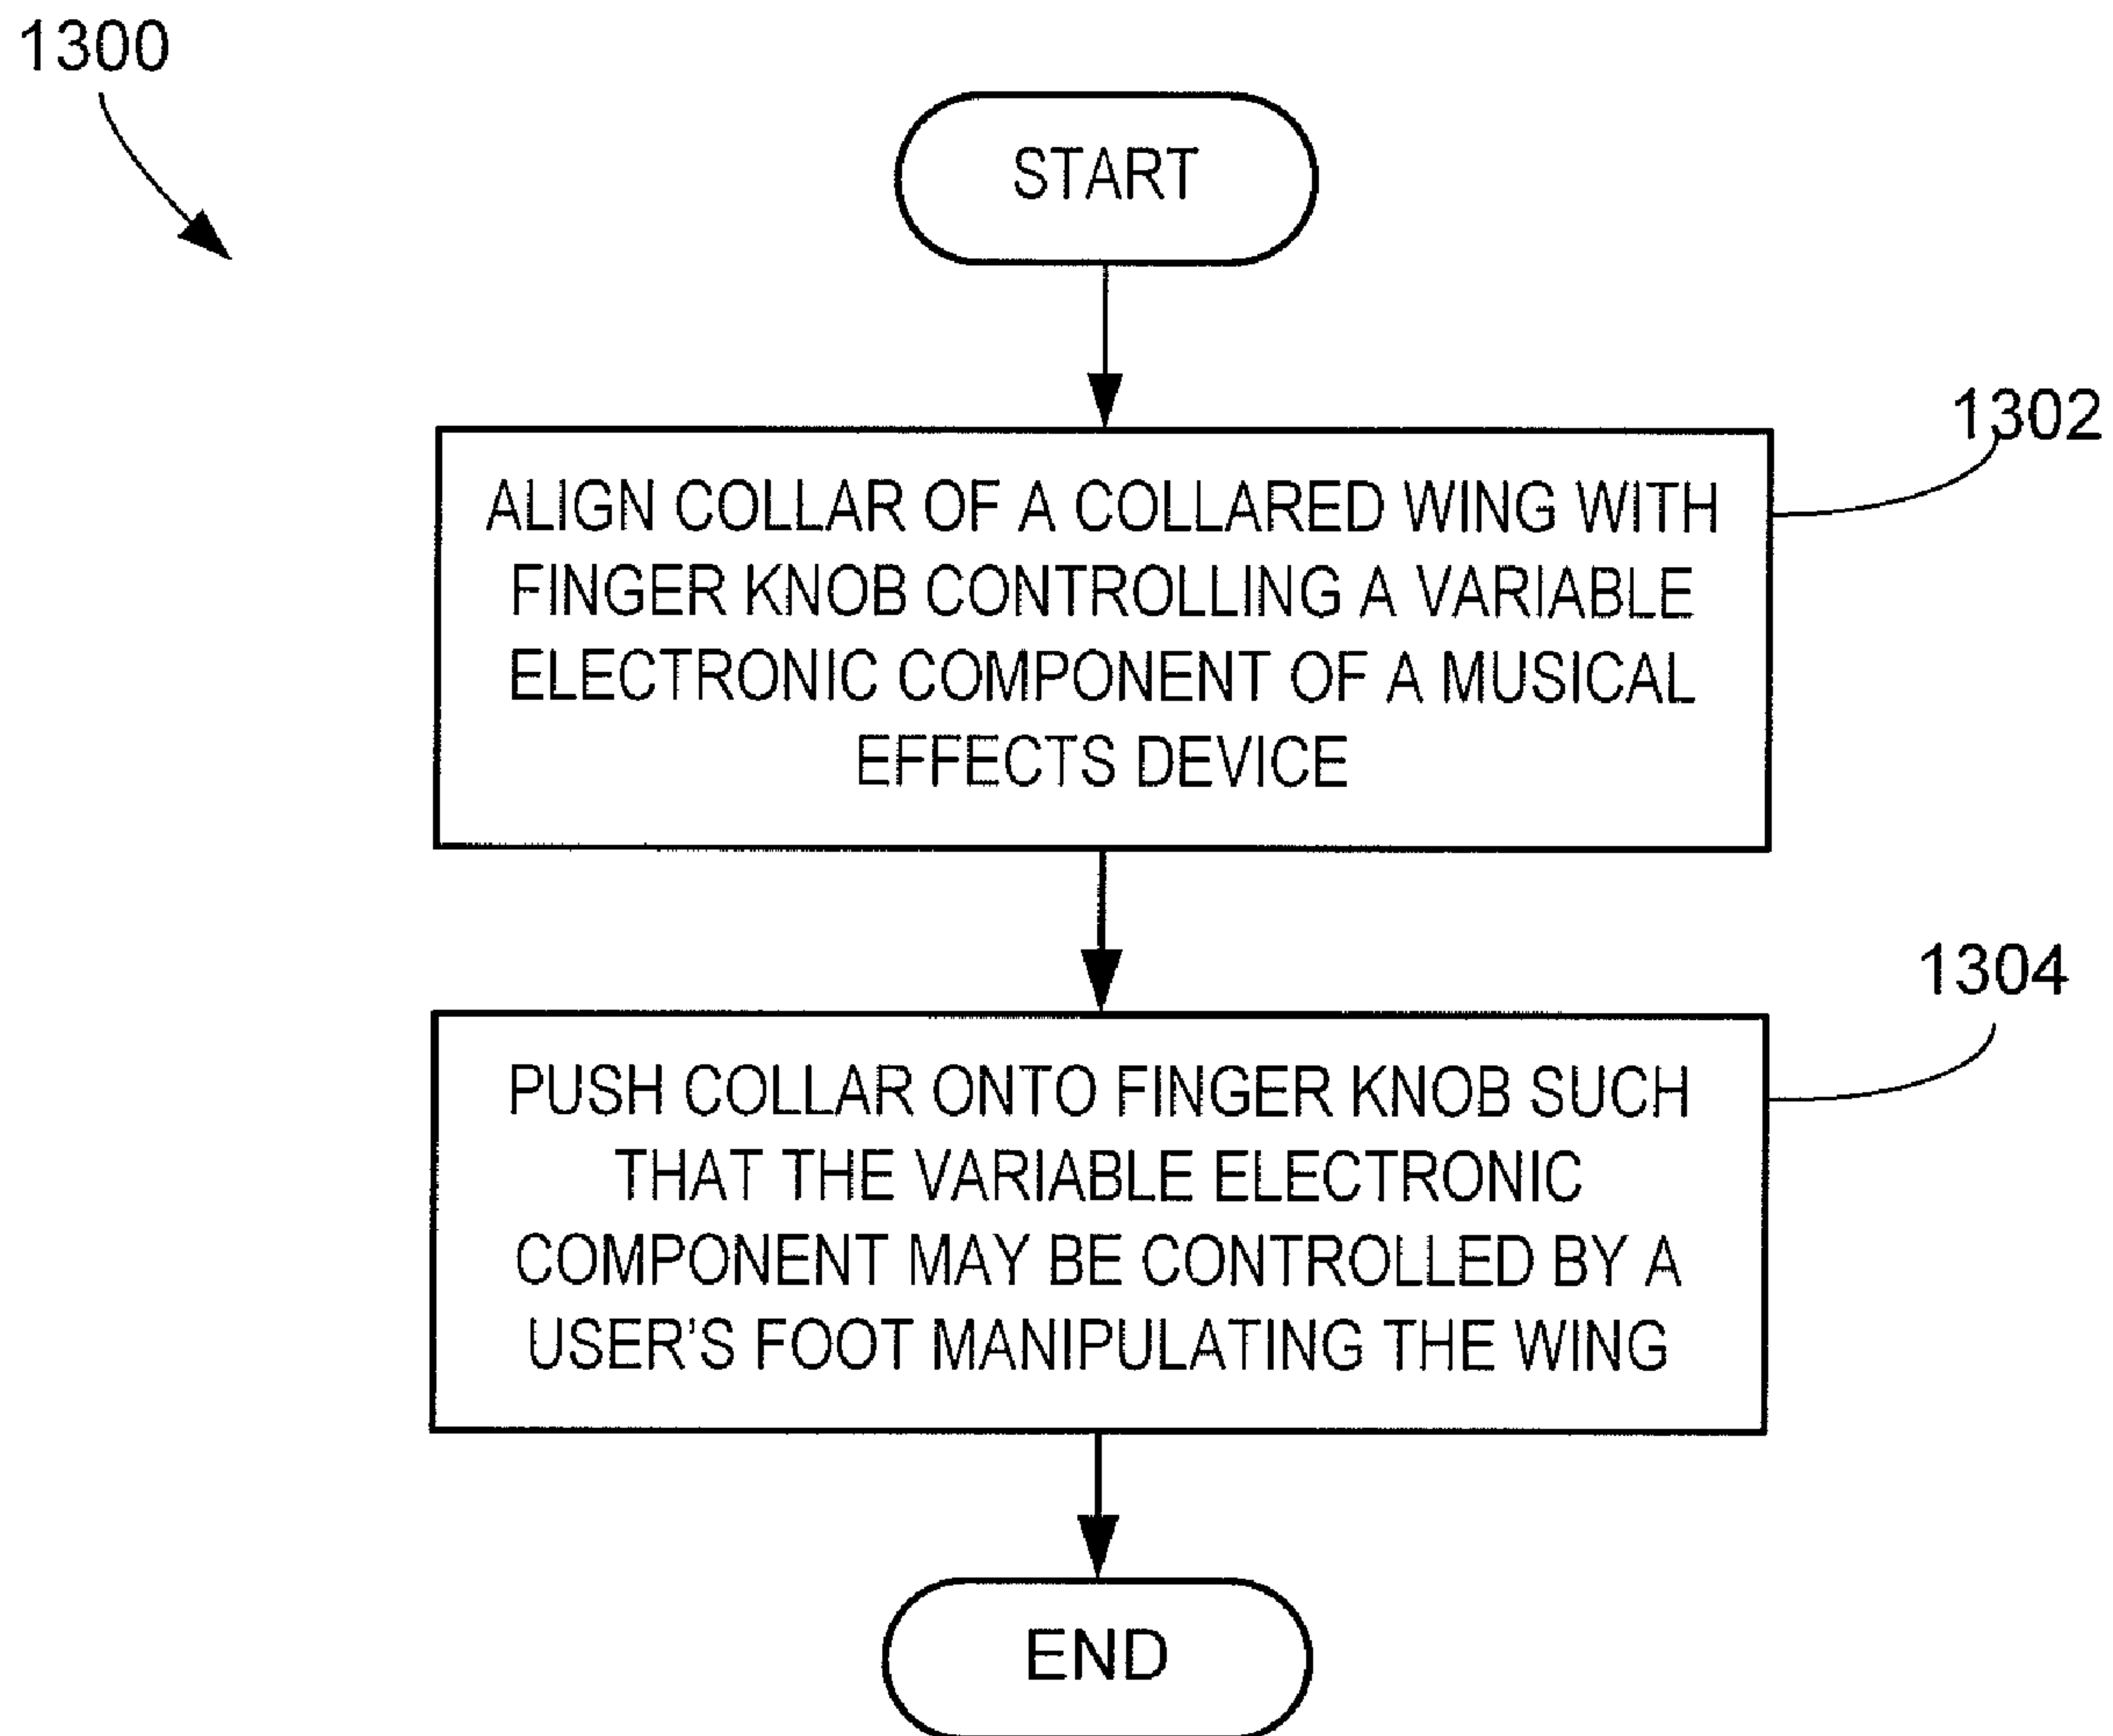 1300
START
1302
ALIGN COLLAR OF A COLLARED WING WITH
FINGER KNOB CONTROLLING A VARIABLE
ELECTRONIC COMPONENT OF A MUSICAL
EFFECTS DEVICE
1304
PUSH COLLAR ONTO FINGER KNOB SUCH
THAT THE VARIABLE ELECTRONIC
COMPONENT MAY BE CONTROLLED BY A
USER'S FOOT MANIPULATING THE WING
END